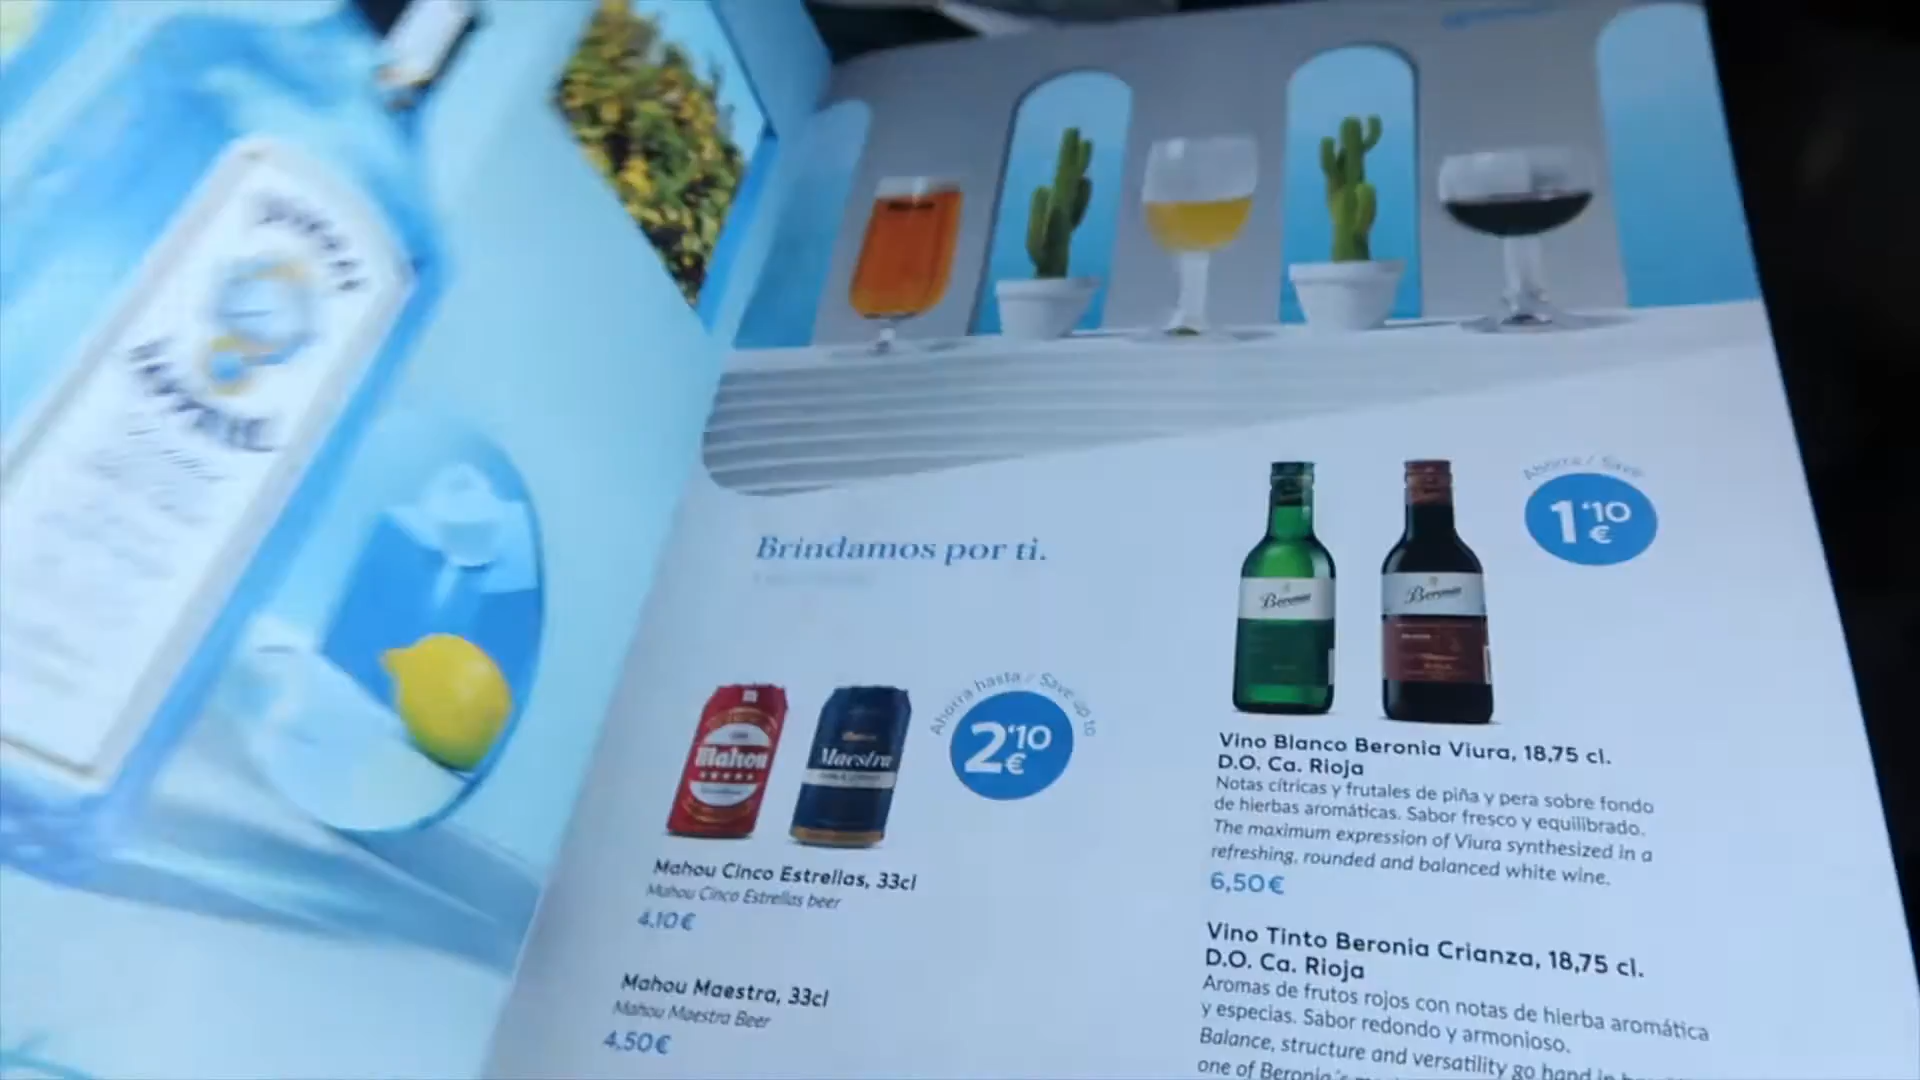 BOMBAY
Brindamos por ti.
Mahou
Maestra
Ahorra hasta / Save up to
2'10
€
Mahou Cinco Estrellas, 33cl
Mahou Cinco Estrellas beer
4,10€
Mahou Maestra, 33cl
Mahou Maestra Beer
4,50€
Beronia
Beronia
Ahorra / Save
1'10
€
Vino Blanco Beronia Viura, 18,75 cl.
D.O. Ca. Rioja
Notas cítricas y frutales de piña y pera sobre fondo
de hierbas aromáticas. Sabor fresco y equilibrado.
The maximum expression of Viura synthesized in a
refreshing, rounded and balanced white wine.
6,50€
Vino Tinto Beronia Crianza, 18,75 cl.
D.O. Ca. Rioja
Aromas de frutos rojos con notas de hierba aromática
y especias. Sabor redondo y armonioso.
Balance, structure and versatility go hand in
one of Beronia's